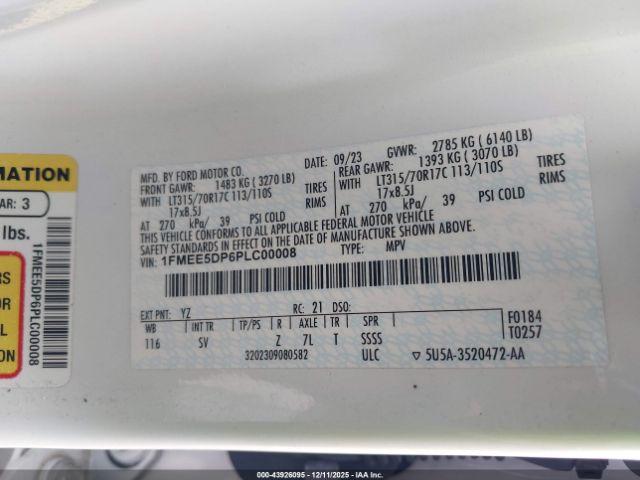 MFD. BY FORD MOTOR CO.
DATE: 09/23 GVWR: 2785 KG ( 6140 LB)
FRONT GAWR: 1483 KG ( 3270 LB)
REAR GAWR: 1393 KG ( 3070 LB)
WITH LT315/70R17C 113/110S TIRES
WITH LT315/70R17C 113/110S TIRES
17x8.5J RIMS
17x8.5J RIMS
AT 270 kPa/ 39 PSI COLD
AT 270 kPa/ 39 PSI COLD
THIS VEHICLE CONFORMS TO ALL APPLICABLE FEDERAL MOTOR VEHICLE
SAFETY STANDARDS IN EFFECT ON THE DATE OF MANUFACTURE SHOWN ABOVE.
VIN: 1FMEE5DP6PLC00008 TYPE: MPV
EXT PNT: YZ RC: 21 DSO:
WB INT TR TP/PS R AXLE TR SPR
116 SV Z 7L T SSSS
F0184
T0257
3202309080582 ULC ▽ 5U5A-3520472-AA
MATION
AR: 3
lbs.
RS
OR
L
S
1FMEE5DP6PLC00008
IAA 00-43926095 - 12/11/2025 - IAAI.COM